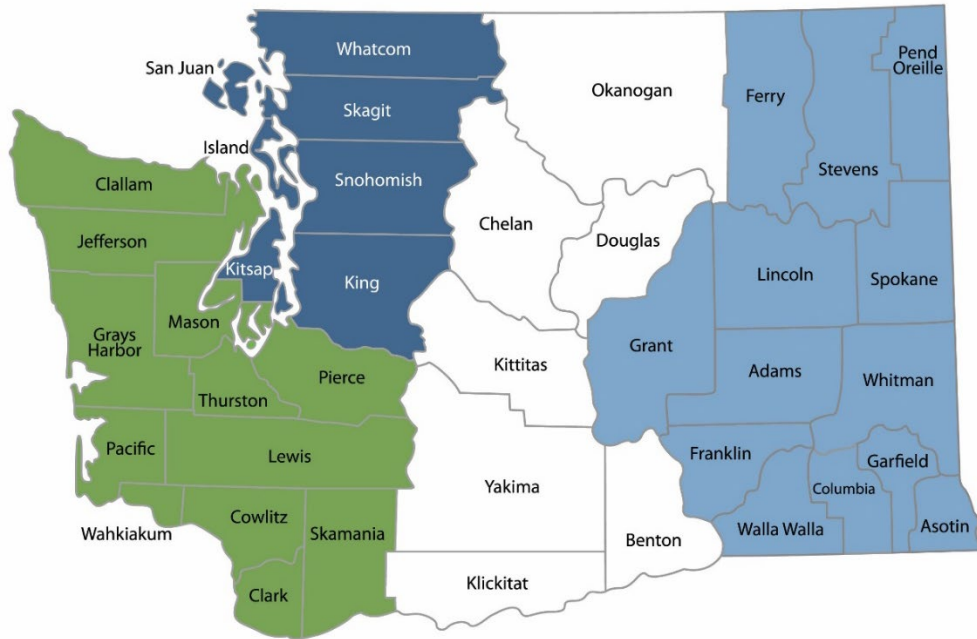 Whatcom
San Juan
Skagit
Island
Snohomish
King
Kitsap
Clallam
Jefferson
Mason
Grays
Harbor
Thurston
Pierce
Pacific
Lewis
Wahkiakum
Cowlitz
Skamania
Clark
Okanogan
Chelan
Douglas
Kittitas
Yakima
Klickitat
Benton
Ferry
Stevens
Pend
Oreille
Lincoln
Spokane
Grant
Adams
Whitman
Franklin
Walla Walla
Columbia
Garfield
Asotin